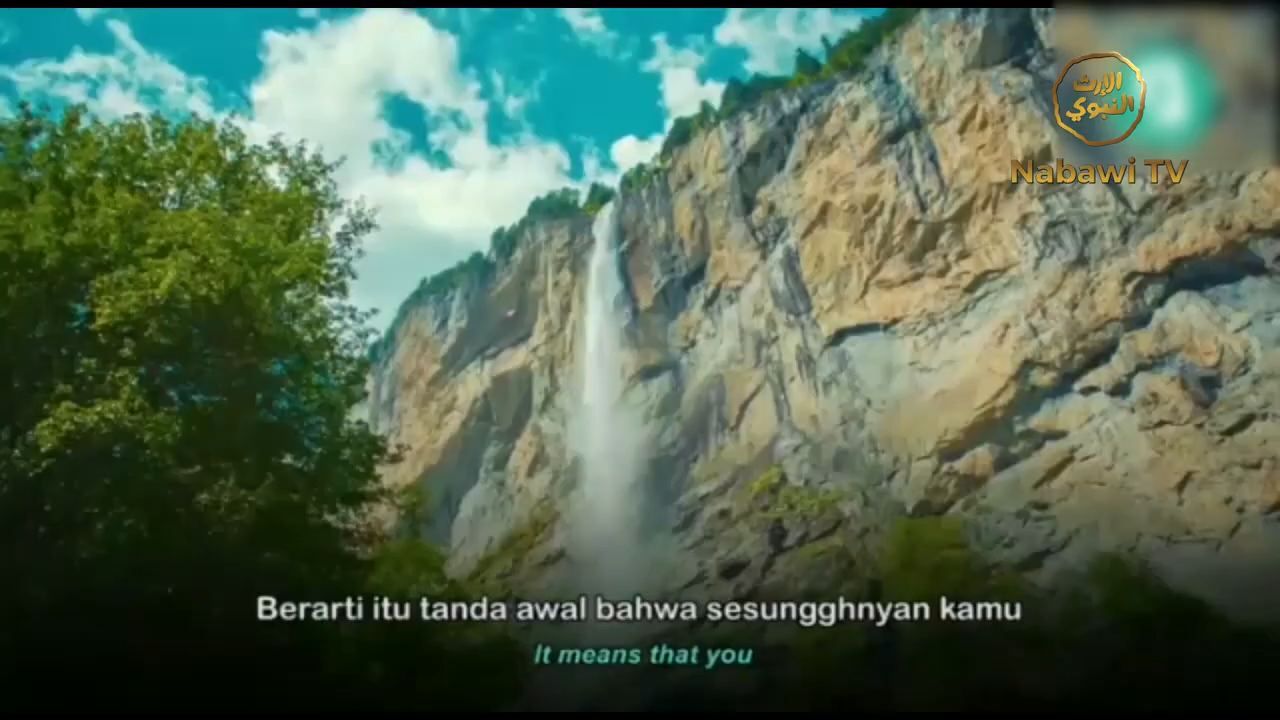 الإرث
النبوي
Nabawi TV
Berarti itu tanda awal bahwa sesungghnyan kamu
It means that you